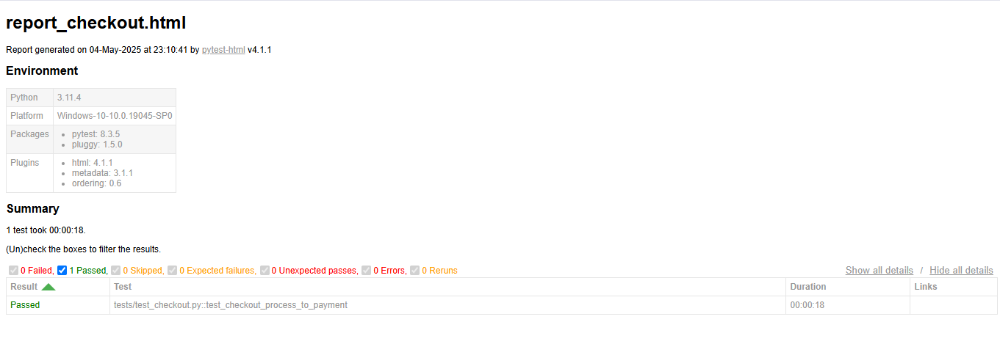 report_checkout.html
Report generated on 04-May-2025 at 23:10:41 by pytest-html v4.1.1
Environment
Python 3.11.4
Platform Windows-10-10.0.19045-SP0
Packages
pytest: 8.3.5
pluggy: 1.5.0
Plugins
html: 4.1.1
metadata: 3.1.1
ordering: 0.6
Summary
1 test took 00:00:18.
(Un)check the boxes to filter the results.
0 Failed, 1 Passed, 0 Skipped, 0 Expected failures, 0 Unexpected passes, 0 Errors, 0 Reruns Show all details / Hide all details
Result Test Duration Links
Passed tests/test_checkout.py::test_checkout_process_to_payment 00:00:18